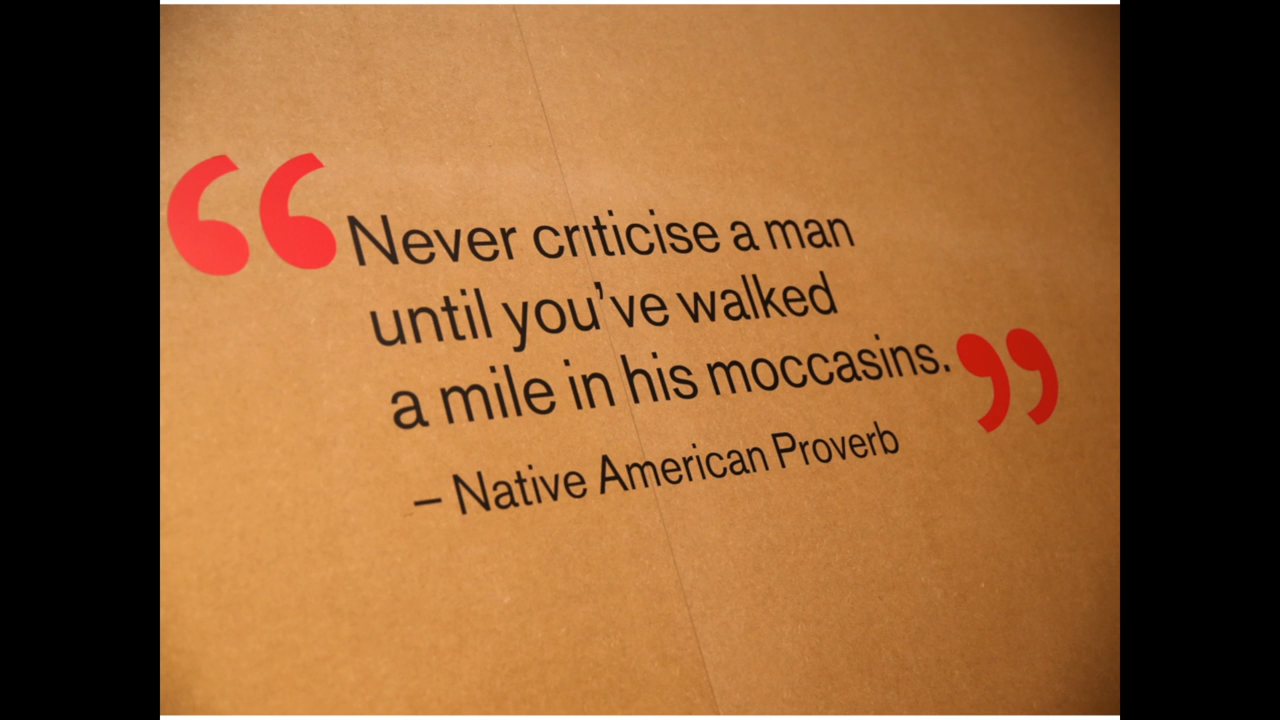 “Never criticise a man
until you’ve walked
a mile in his moccasins.”
– Native American Proverb